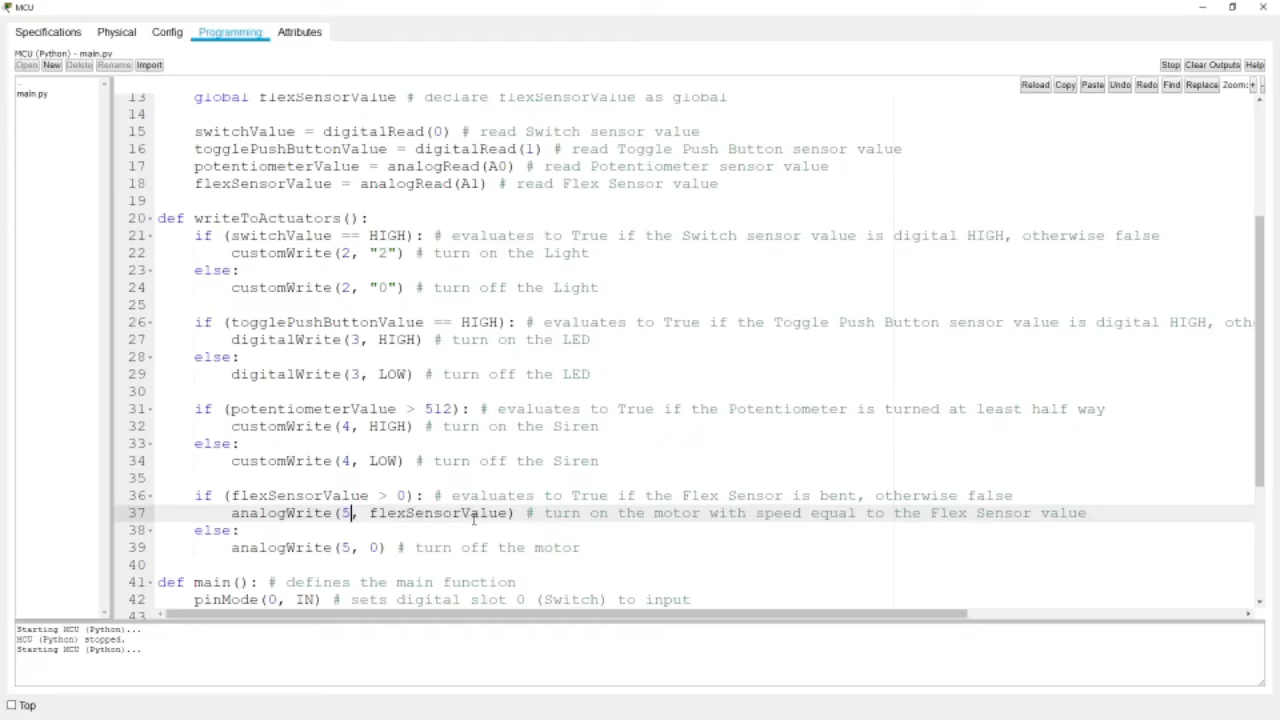 MCU
Specifications Physical Config Programming Attributes
MCU (Python) - main.py
Open New Delete Rename Import
Stop Clear Outputs Help
Reload Copy Paste Undo Redo Find Replace Zoom: + -
main.py
13 global flexSensorValue # declare flexSensorValue as global
14
15 switchValue = digitalRead(0) # read Switch sensor value
16 togglePushButtonValue = digitalRead(1) # read Toggle Push Button sensor value
17 potentiometerValue = analogRead(A0) # read Potentiometer sensor value
18 flexSensorValue = analogRead(A1) # read Flex Sensor value
19
20 def writeToActuators():
21 if (switchValue == HIGH): # evaluates to True if the Switch sensor value is digital HIGH, otherwise false
22 customWrite(2, "2") # turn on the Light
23 else:
24 customWrite(2, "0") # turn off the Light
25
26 if (togglePushButtonValue == HIGH): # evaluates to True if the Toggle Push Button sensor value is digital HIGH, oth
27 digitalWrite(3, HIGH) # turn on the LED
28 else:
29 digitalWrite(3, LOW) # turn off the LED
30
31 if (potentiometerValue > 512): # evaluates to True if the Potentiometer is turned at least half way
32 customWrite(4, HIGH) # turn on the Siren
33 else:
34 customWrite(4, LOW) # turn off the Siren
35
36 if (flexSensorValue > 0): # evaluates to True if the Flex Sensor is bent, otherwise false
37 analogWrite(5, flexSensorValue) # turn on the motor with speed equal to the Flex Sensor value
38 else:
39 analogWrite(5, 0) # turn off the motor
40
41 def main(): # defines the main function
42 pinMode(0, IN) # sets digital slot 0 (Switch) to input
43
Starting MCU (Python)...
MCU (Python) stopped.
Starting MCU (Python)...
Top